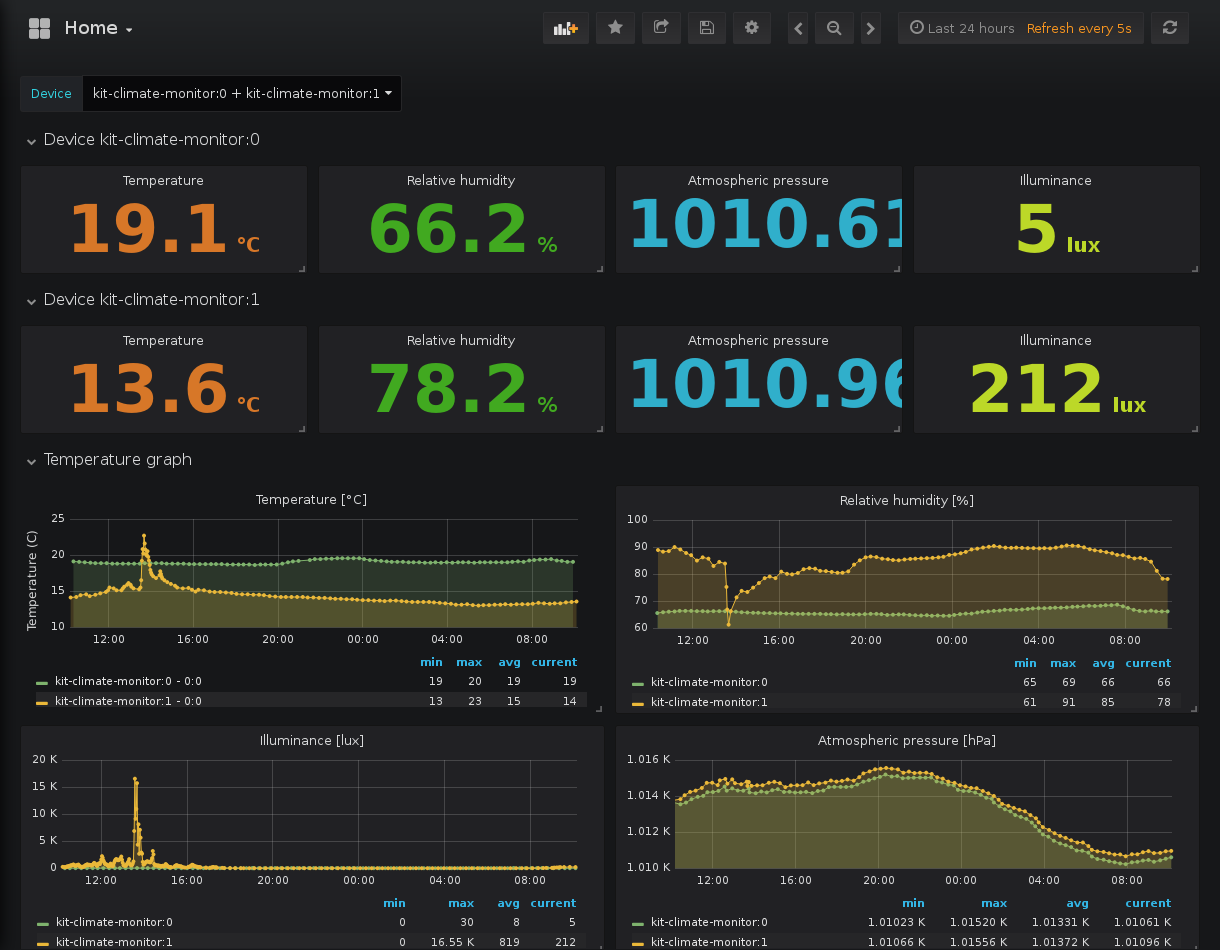 Home
Last 24 hours Refresh every 5s
Device kit-climate-monitor:0 + kit-climate-monitor:1
Device kit-climate-monitor:0
Temperature Relative humidity Atmospheric pressure Illuminance
19.1 °C 66.2 % 1010.61 5 lux
Device kit-climate-monitor:1
Temperature Relative humidity Atmospheric pressure Illuminance
13.6 °C 78.2 % 1010.96 212 lux
Temperature graph
Temperature [°C]
Temperature (C)
25
20
15
10
12:00 16:00 20:00 00:00 04:00 08:00
min max avg current
kit-climate-monitor:0 - 0:0 19 20 19 19
kit-climate-monitor:1 - 0:0 13 23 15 14
Relative humidity [%]
100
90
80
70
60
12:00 16:00 20:00 00:00 04:00 08:00
min max avg current
kit-climate-monitor:0 65 69 66 66
kit-climate-monitor:1 61 91 85 78
Illuminance [lux]
20 K
15 K
10 K
5 K
0
12:00 16:00 20:00 00:00 04:00 08:00
min max avg current
kit-climate-monitor:0 0 30 8 5
kit-climate-monitor:1 0 16.55 K 819 212
Atmospheric pressure [hPa]
1.016 K
1.014 K
1.012 K
1.010 K
12:00 16:00 20:00 00:00 04:00 08:00
min max avg current
kit-climate-monitor:0 1.01023 K 1.01520 K 1.01331 K 1.01061 K
kit-climate-monitor:1 1.01066 K 1.01556 K 1.01372 K 1.01096 K